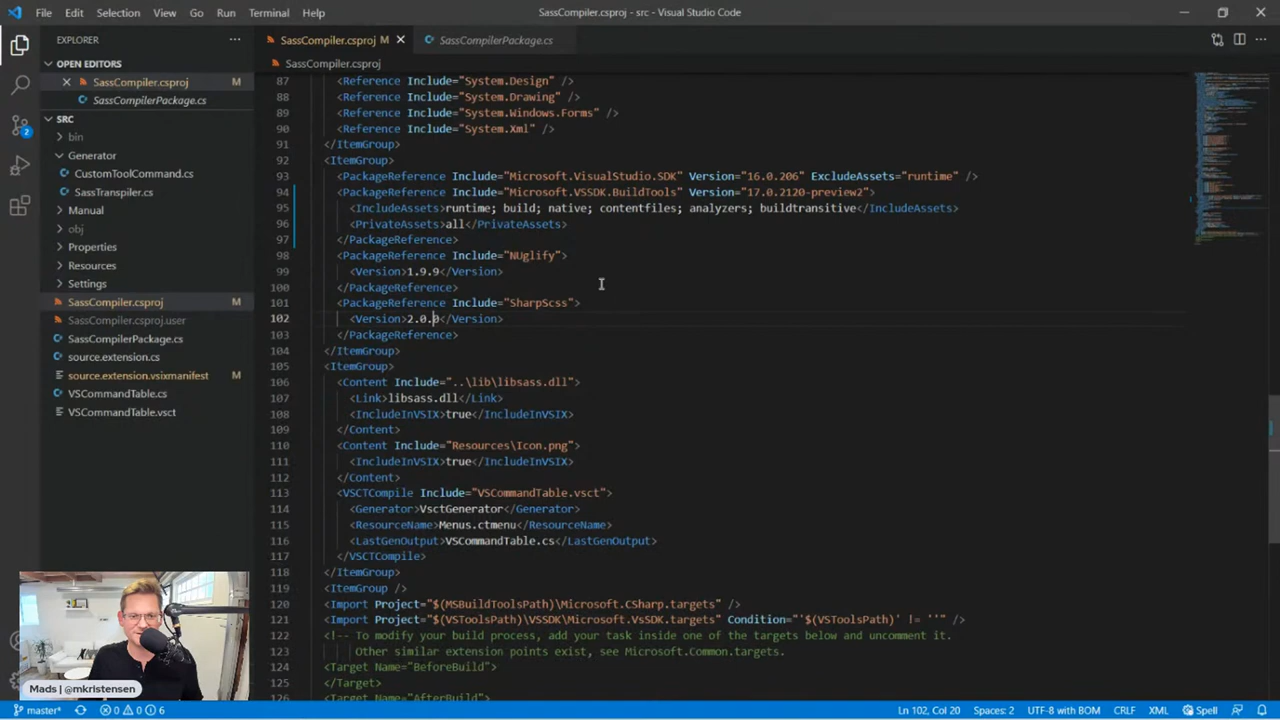 File Edit Selection View Go Run Terminal Help
SassCompiler.csproj - src - Visual Studio Code
EXPLORER
OPEN EDITORS
SassCompiler.csproj M
SassCompilerPackage.cs
SRC
bin
Generator
CustomToolCommand.cs
SassTranspiler.cs
Manual
obj
Properties
Resources
Settings
SassCompiler.csproj M
SassCompiler.csproj.user
SassCompilerPackage.cs
source.extension.cs
source.extension.vsixmanifest M
VSCommandTable.cs
VSCommandTable.vsct
2
SassCompiler.csproj M
SassCompilerPackage.cs
SassCompiler.csproj
87 <Reference Include="System.Design" />
88 <Reference Include="System.Drawing" />
89 <Reference Include="System.Windows.Forms" />
90 <Reference Include="System.Xml" />
91 </ItemGroup>
92 <ItemGroup>
93 <PackageReference Include="Microsoft.VisualStudio.SDK" Version="16.0.206" ExcludeAssets="runtime" />
94 <PackageReference Include="Microsoft.VSSDK.BuildTools" Version="17.0.2120-preview2">
95 <IncludeAssets>runtime; build; native; contentfiles; analyzers; buildtransitive</IncludeAssets>
96 <PrivateAssets>all</PrivateAssets>
97 </PackageReference>
98 <PackageReference Include="NUglify">
99 <Version>1.9.9</Version>
100 </PackageReference>
101 <PackageReference Include="SharpScss">
102 <Version>2.0.0</Version>
103 </PackageReference>
104 </ItemGroup>
105 <ItemGroup>
106 <Content Include="..\lib\libsass.dll">
107 <Link>libsass.dll</Link>
108 <IncludeInVSIX>true</IncludeInVSIX>
109 </Content>
110 <Content Include="Resources\Icon.png">
111 <IncludeInVSIX>true</IncludeInVSIX>
112 </Content>
113 <VSCTCompile Include="VSCommandTable.vsct">
114 <Generator>VsctGenerator</Generator>
115 <ResourceName>Menus.ctmenu</ResourceName>
116 <LastGenOutput>VSCommandTable.cs</LastGenOutput>
117 </VSCTCompile>
118 </ItemGroup>
119 <ItemGroup />
120 <Import Project="$(MSBuildToolsPath)\Microsoft.CSharp.targets" />
121 <Import Project="$(VSToolsPath)\VSSDK\Microsoft.VsSDK.targets" Condition="'$(VSToolsPath)' != ''" />
122 <!-- To modify your build process, add your task inside one of the targets below and uncomment it.
123 Other similar extension points exist, see Microsoft.Common.targets.
124 <Target Name="BeforeBuild">
125 </Target>
126 <Target Name="AfterBuild">
Mads | @mkristensen
master* 0 0 6
Ln 102, Col 20 Spaces: 2 UTF-8 with BOM CRLF XML Spell